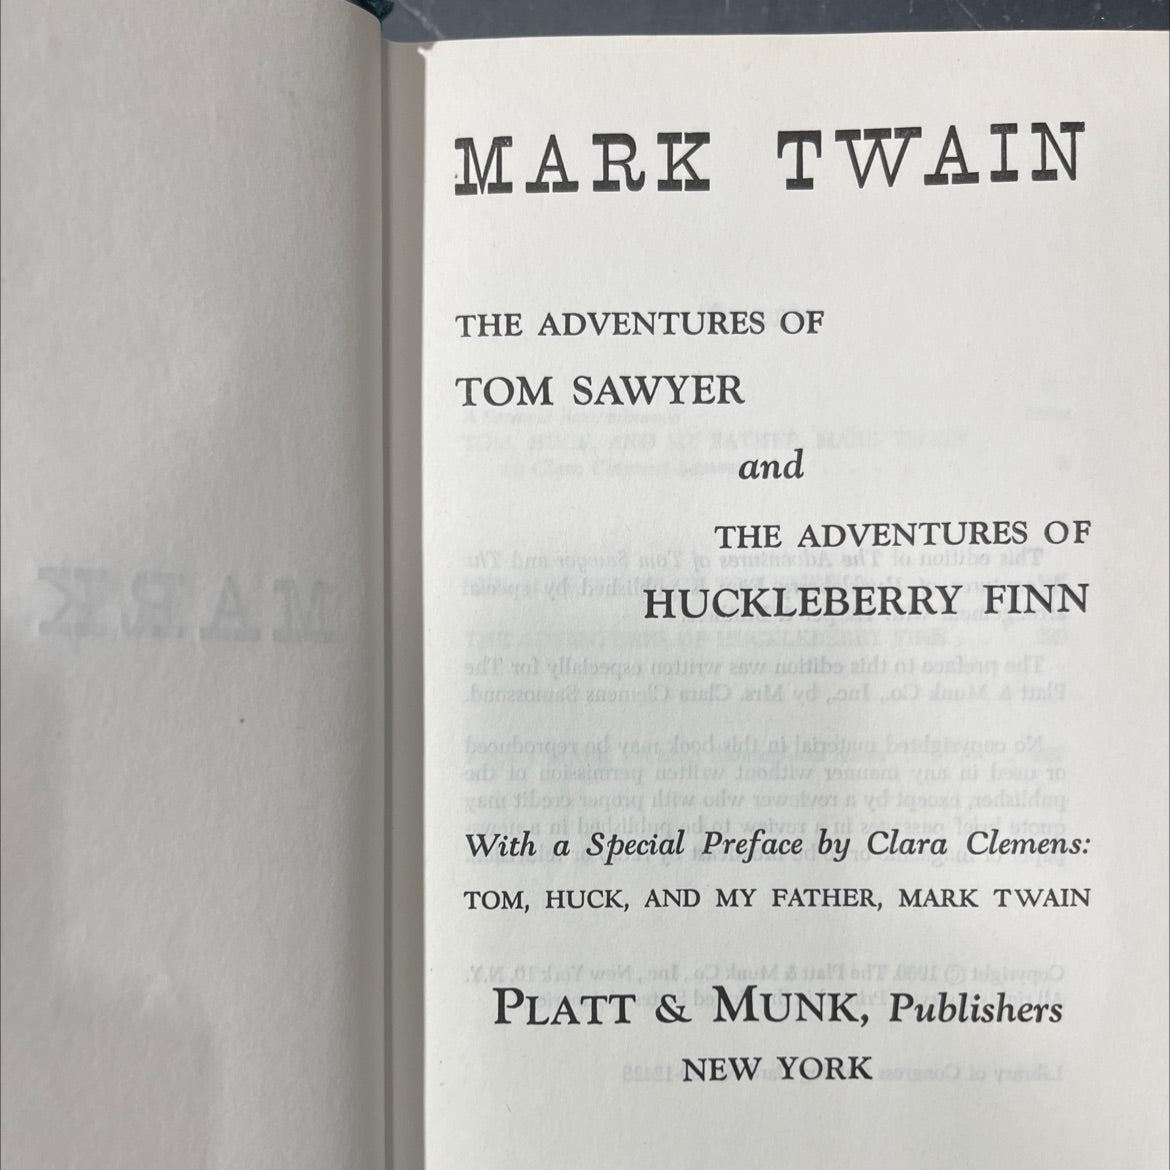 MARK TWAIN
THE ADVENTURES OF
TOM SAWYER
and
THE ADVENTURES OF
HUCKLEBERRY FINN
With a Special Preface by Clara Clemens:
TOM, HUCK, AND MY FATHER, MARK TWAIN
PLATT & MUNK, Publishers
NEW YORK